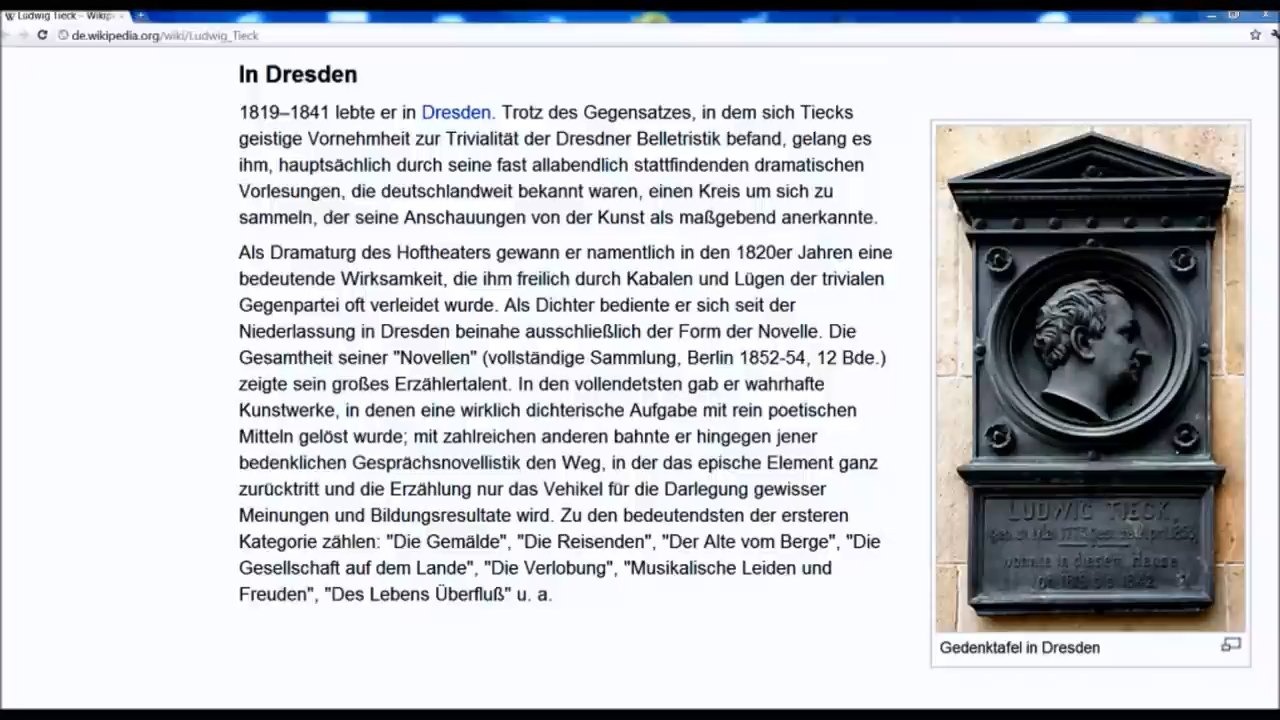 Ludwig Tieck – Wikip
de.wikipedia.org/wiki/Ludwig_Tieck
In Dresden
1819–1841 lebte er in Dresden. Trotz des Gegensatzes, in dem sich Tiecks
geistige Vornehmheit zur Trivialität der Dresdner Belletristik befand, gelang es
ihm, hauptsächlich durch seine fast allabendlich stattfindenden dramatischen
Vorlesungen, die deutschlandweit bekannt waren, einen Kreis um sich zu
sammeln, der seine Anschauungen von der Kunst als maßgebend anerkannte.
Als Dramaturg des Hoftheaters gewann er namentlich in den 1820er Jahren eine
bedeutende Wirksamkeit, die ihm freilich durch Kabalen und Lügen der trivialen
Gegenpartei oft verleidet wurde. Als Dichter bediente er sich seit der
Niederlassung in Dresden beinahe ausschließlich der Form der Novelle. Die
Gesamtheit seiner "Novellen" (vollständige Sammlung, Berlin 1852-54, 12 Bde.)
zeigte sein großes Erzählertalent. In den vollendetsten gab er wahrhafte
Kunstwerke, in denen eine wirklich dichterische Aufgabe mit rein poetischen
Mitteln gelöst wurde; mit zahlreichen anderen bahnte er hingegen jener
bedenklichen Gesprächsnovellistik den Weg, in der das epische Element ganz
zurücktritt und die Erzählung nur das Vehikel für die Darlegung gewisser
Meinungen und Bildungsresultate wird. Zu den bedeutendsten der ersteren
Kategorie zählen: "Die Gemälde", "Die Reisenden", "Der Alte vom Berge", "Die
Gesellschaft auf dem Lande", "Die Verlobung", "Musikalische Leiden und
Freuden", "Des Lebens Überfluß" u. a.
LUDWIG TIECK,
wohnte in diesem Hause
Gedenktafel in Dresden